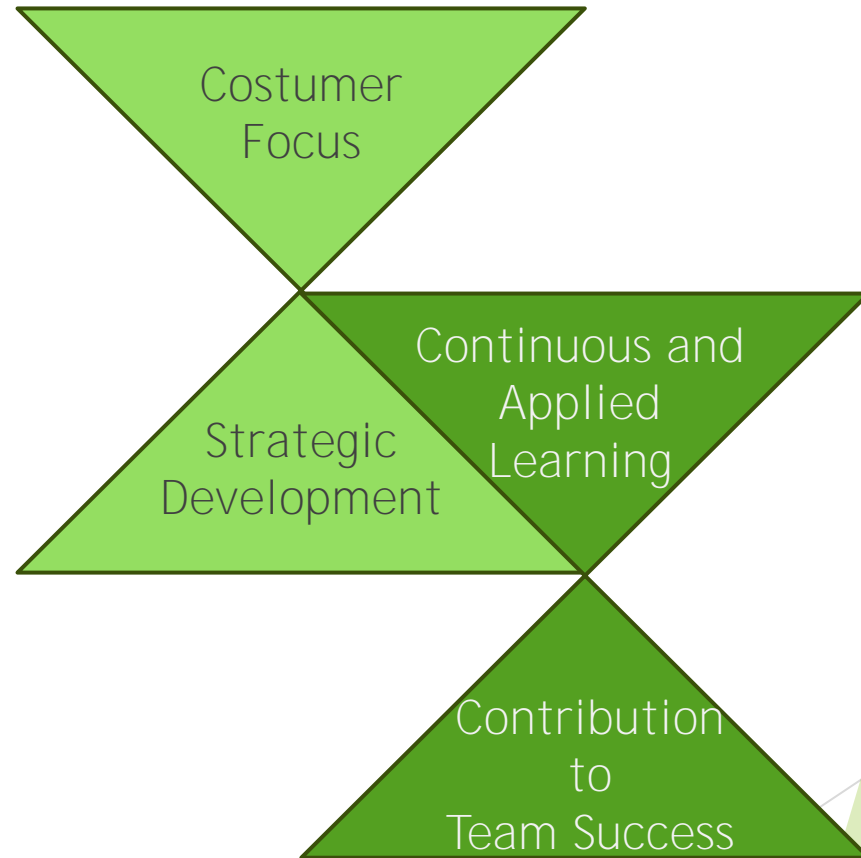 Costumer
Focus
Continuous and
Applied
Learning
Strategic
Development
Contribution
to
Team Success